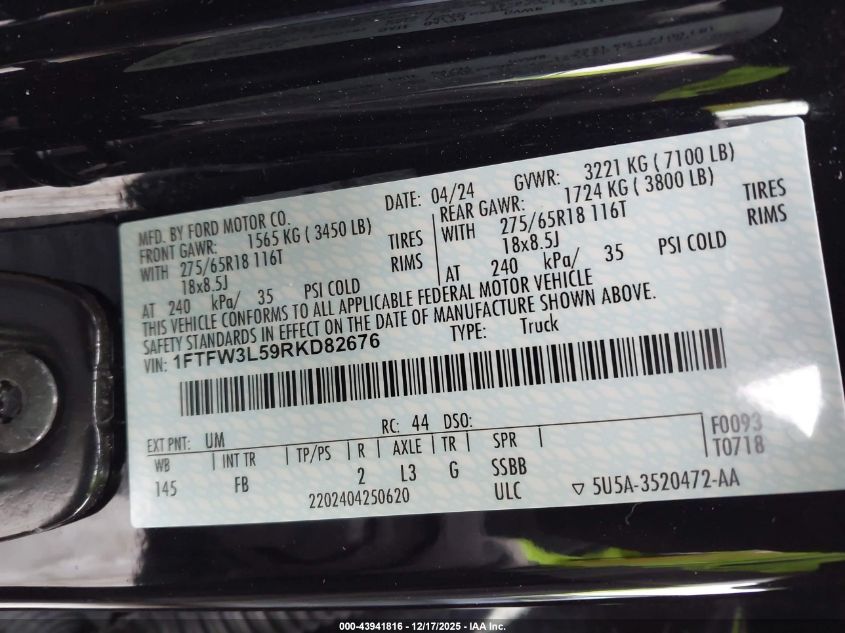 MFD. BY FORD MOTOR CO.
DATE: 04/24 GVWR: 3221 KG ( 7100 LB)
FRONT GAWR: 1565 KG ( 3450 LB)
REAR GAWR: 1724 KG ( 3800 LB)
WITH 275/65R18 116T TIRES
18x8.5J RIMS
AT 240 kPa/ 35 PSI COLD
WITH 275/65R18 116T TIRES
18x8.5J RIMS
AT 240 kPa/ 35 PSI COLD
THIS VEHICLE CONFORMS TO ALL APPLICABLE FEDERAL MOTOR VEHICLE
SAFETY STANDARDS IN EFFECT ON THE DATE OF MANUFACTURE SHOWN ABOVE.
VIN: 1FTFW3L59RKD82676 TYPE: Truck
EXT PNT: UM RC: 44 DSO: F0093
WB INT TR TP/PS R AXLE TR SPR T0718
145 FB 2 L3 G SSBB
2202404250620 ULC 5U5A-3520472-AA
000-43941816 - 12/17/2025 - IAA Inc.